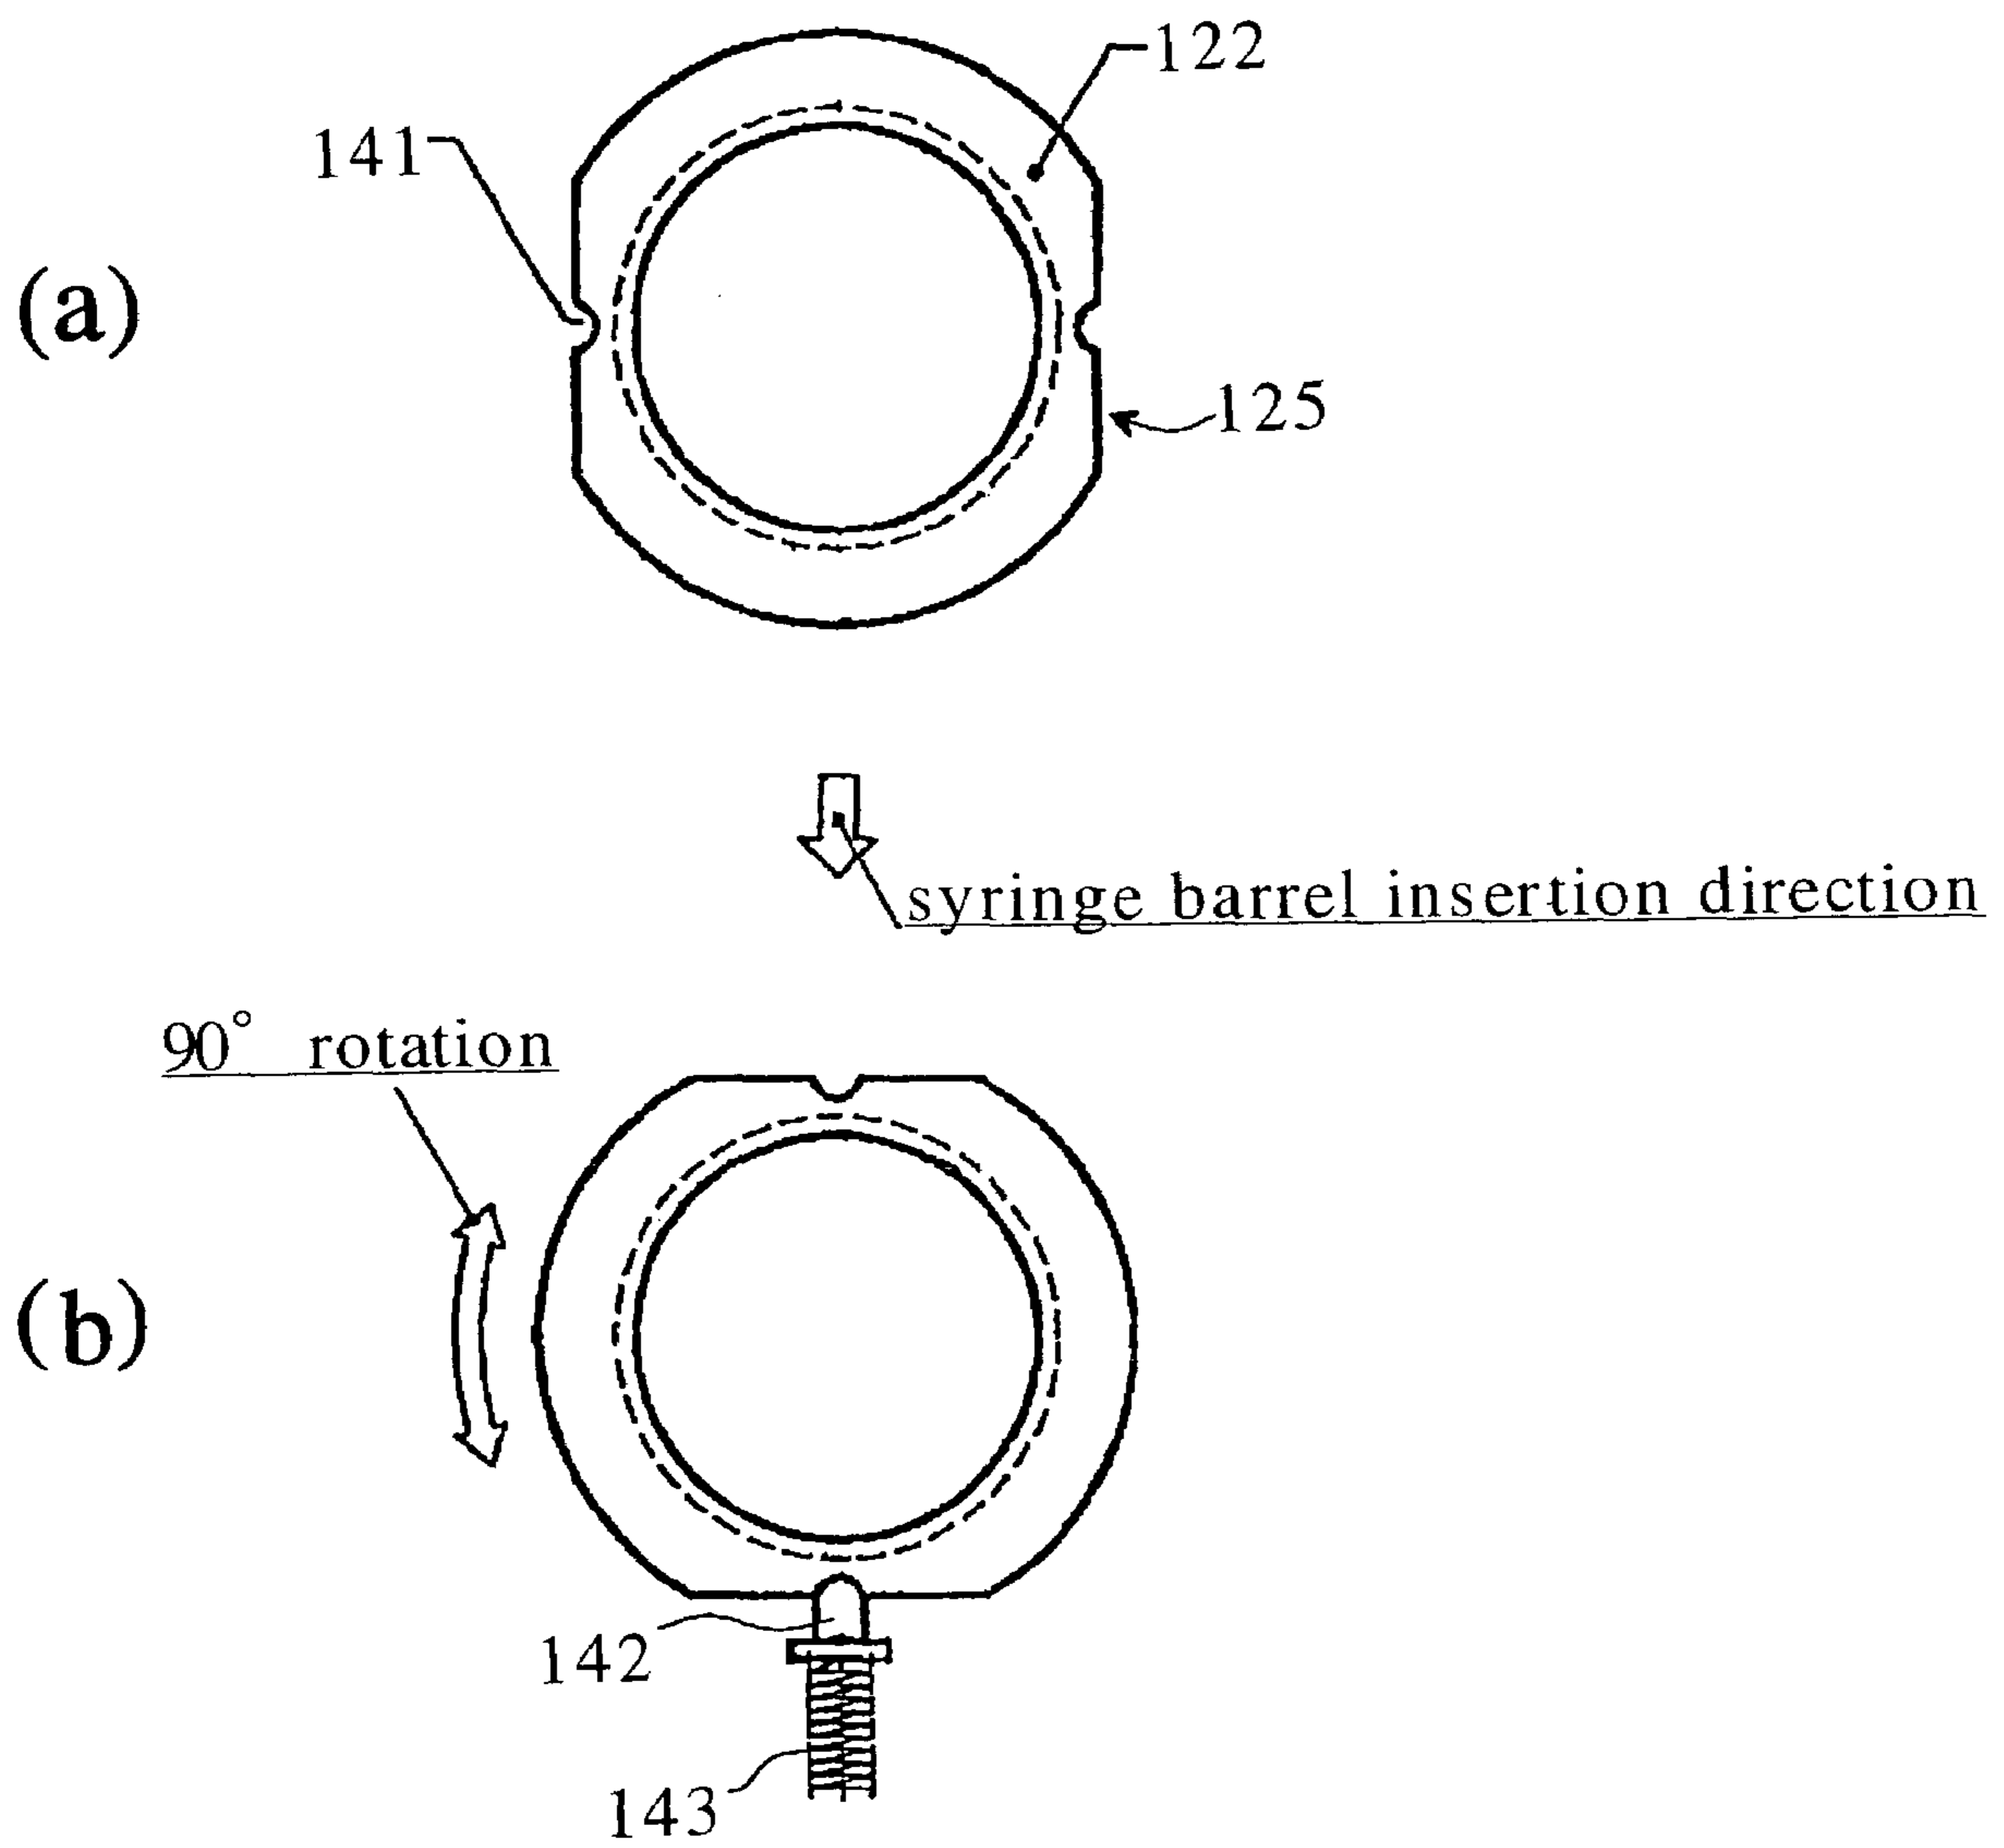 122
141
(a)
125
syringe barrel insertion direction
90° rotation
(b)
142
143